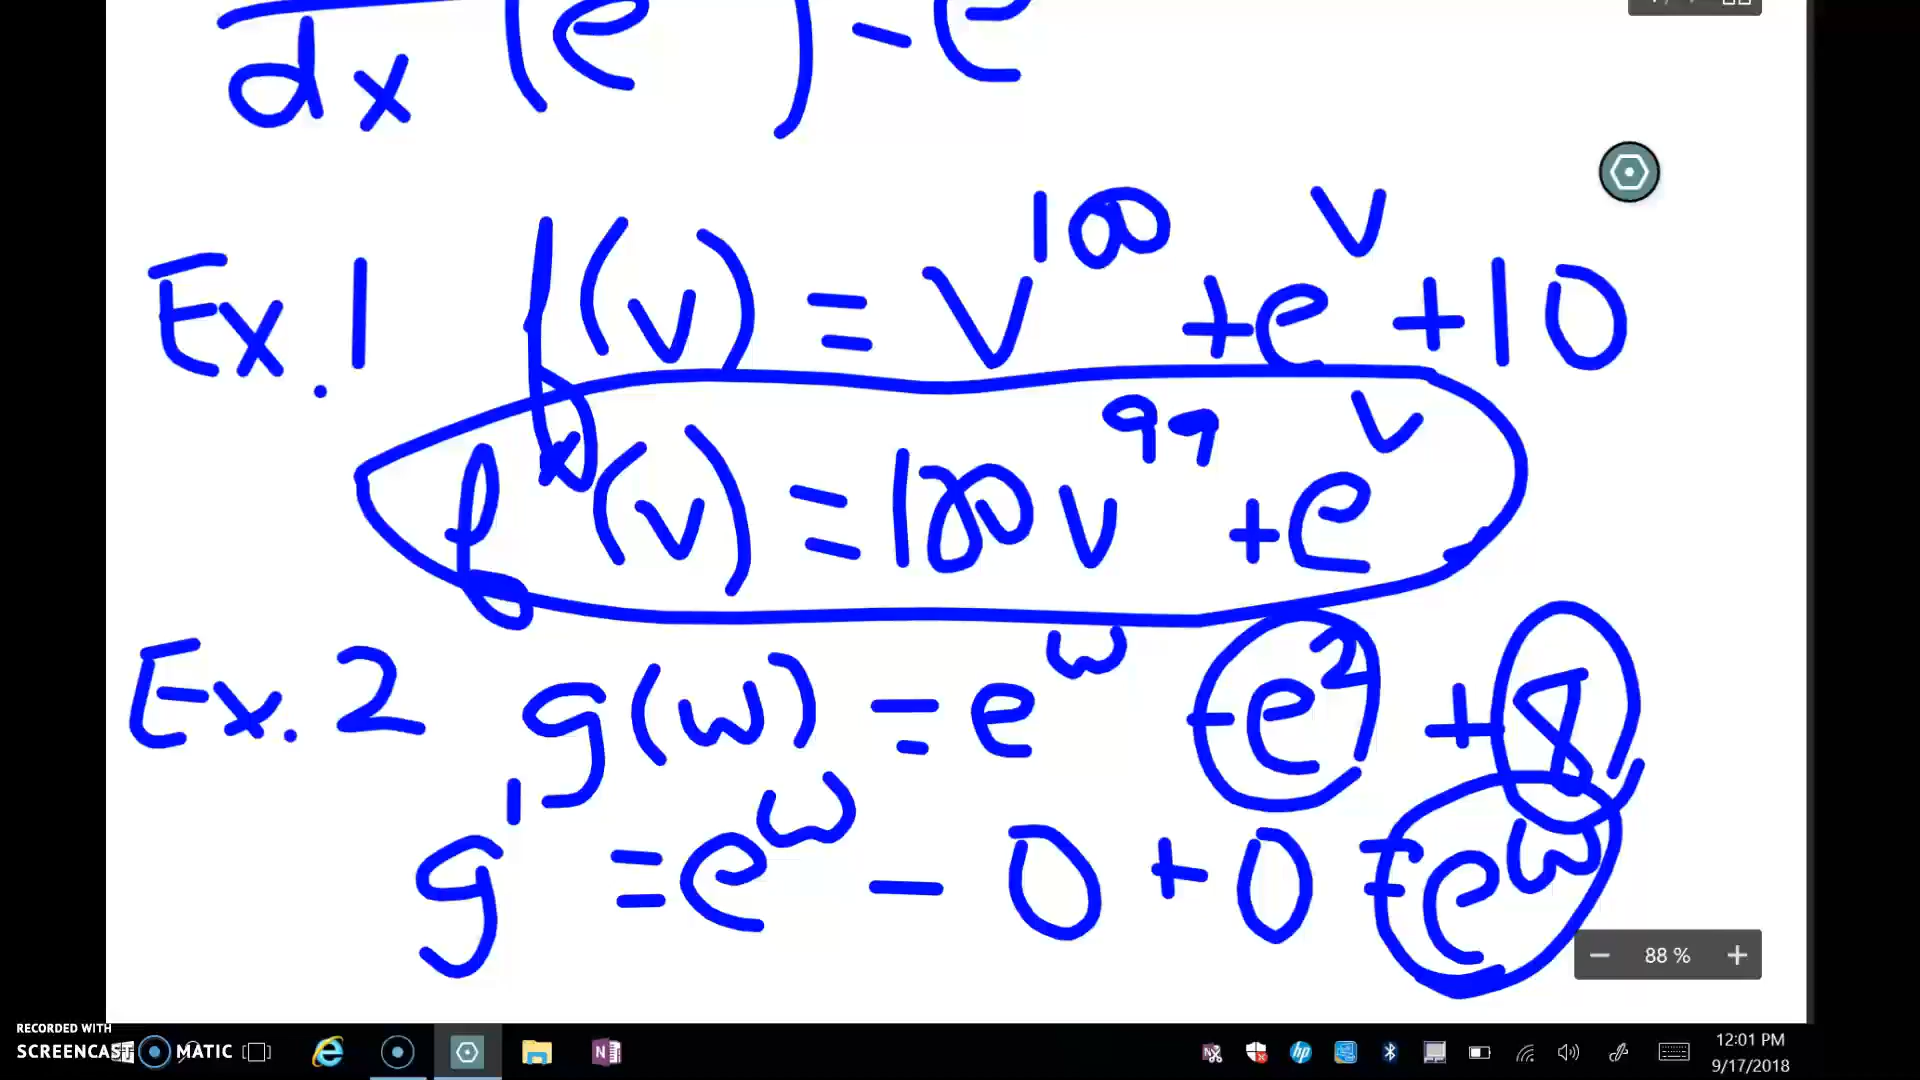 d/dx (e ) - e
Ex. 1 f(v) = v^100 + e^v + 10
f'(v) = 100v^99 + e^v
Ex. 2 g(w) = e^w - e^2 + 8
g' = e^w - 0 + 0 = e^w
88 %
RECORDED WITH
SCREENCAST MATIC
12:01 PM
9/17/2018